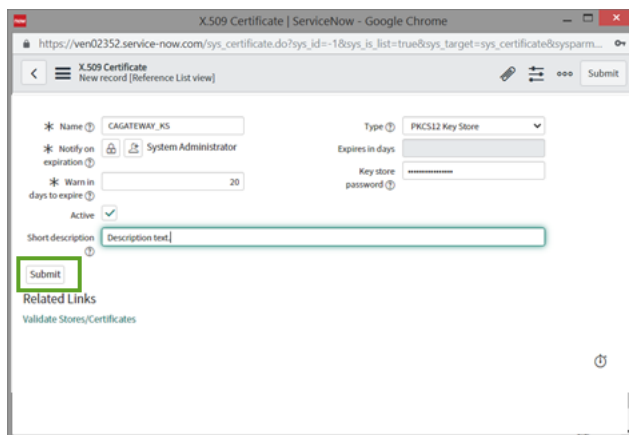 now
X.509 Certificate | ServiceNow - Google Chrome
https://ven02352.service-now.com/sys_certificate.do?sys_id=-1&sys_is_list=true&sys_target=sys_certificate&sysparm...
X.509 Certificate
New record [Reference List view]
Submit
Name
CAGATEWAY_KS
Type
PKCS12 Key Store
Notify on
expiration
System Administrator
Expires in days
Warn in
days to expire
20
Key store
password
Active
Short description
Description text.
Submit
Related Links
Validate Stores/Certificates